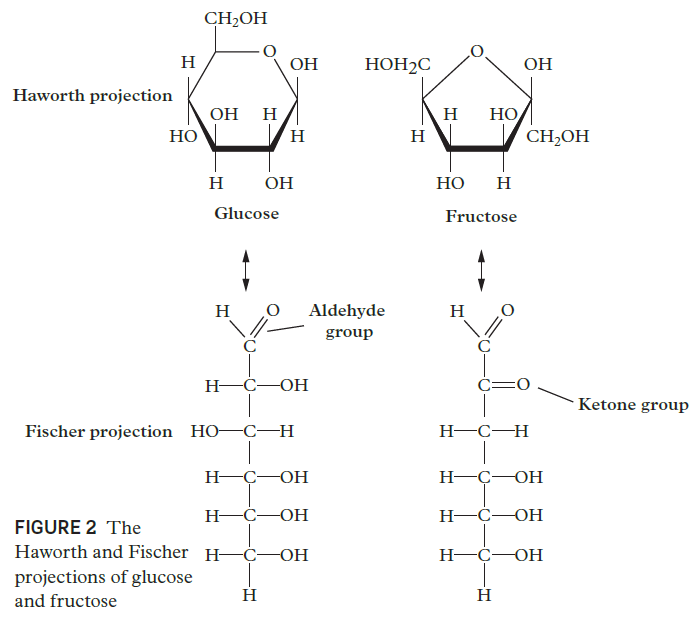 CH₂OH
H
O
OH
Haworth projection
OH
H
HO
H
H
OH
Glucose
HOH₂C
O
OH
H
HO
H
CH₂OH
HO
H
Fructose
H
O
Aldehyde
group
C
H—C—OH
Fischer projection
HO—C—H
H—C—OH
H—C—OH
H—C—OH
H
H
O
C
C=O
Ketone group
H—C—H
H—C—OH
H—C—OH
H—C—OH
H
FIGURE 2 The
Haworth and Fischer
projections of glucose
and fructose